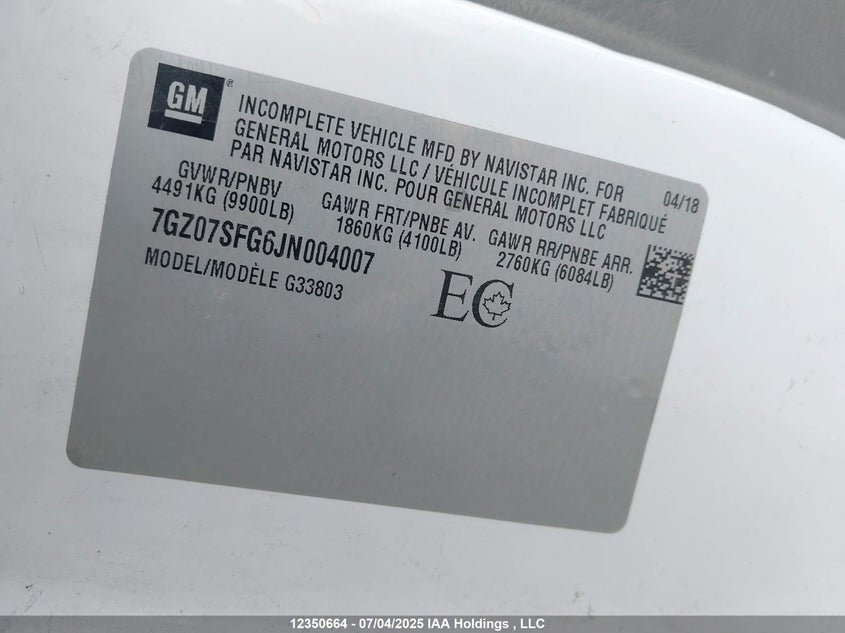 GM®
INCOMPLETE VEHICLE MFD BY NAVISTAR INC. FOR
GENERAL MOTORS LLC / VÉHICULE INCOMPLET FABRIQUÉ
PAR NAVISTAR INC. POUR GENERAL MOTORS LLC
04/18
GVWR/PNBV
4491KG (9900LB)
GAWR FRT/PNBE AV.
1860KG (4100LB)
GAWR RR/PNBE ARR.
2760KG (6084LB)
7GZ07SFG6JN004007
MODEL/MODÈLE G33803
EC
12350664 - 07/04/2025 IAA Holdings , LLC